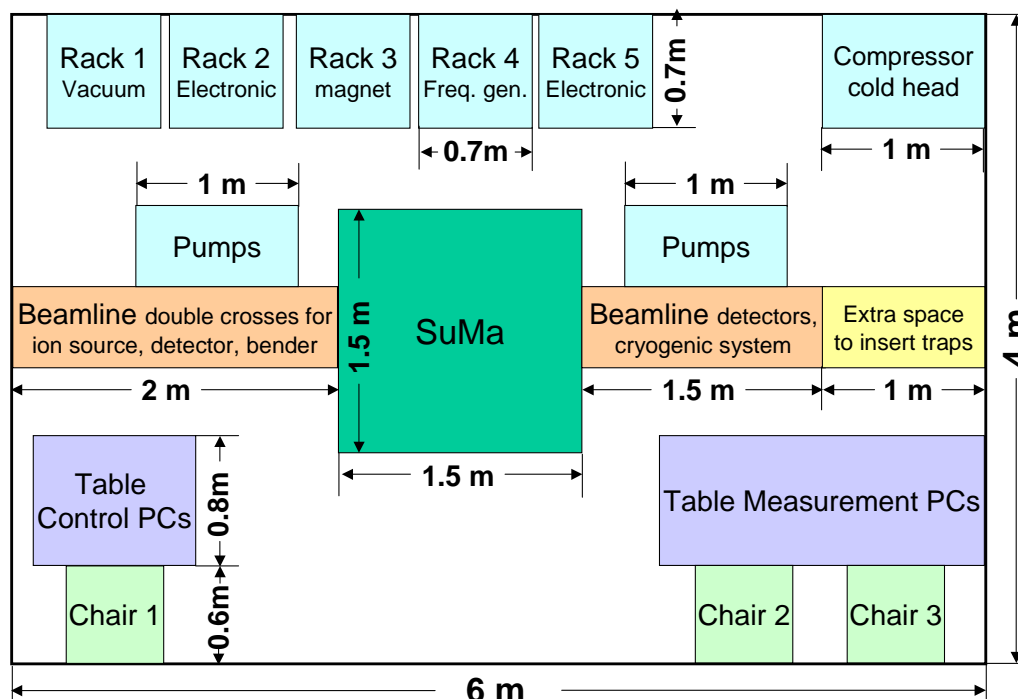 Rack 1
Vacuum
Rack 2
Electronic
Rack 3
magnet
Rack 4
Freq. gen.
Rack 5
Electronic
0.7m
Compressor
cold head
0.7m
1 m
1 m
1 m
Pumps
Pumps
Beamline double crosses for
ion source, detector, bender
1.5 m
SuMa
Beamline detectors,
cryogenic system
Extra space
to insert traps
4 m
2 m
1.5 m
1 m
1.5 m
Table
Control PCs
0.8m
Table Measurement PCs
Chair 1
0.6m
Chair 2
Chair 3
6 m